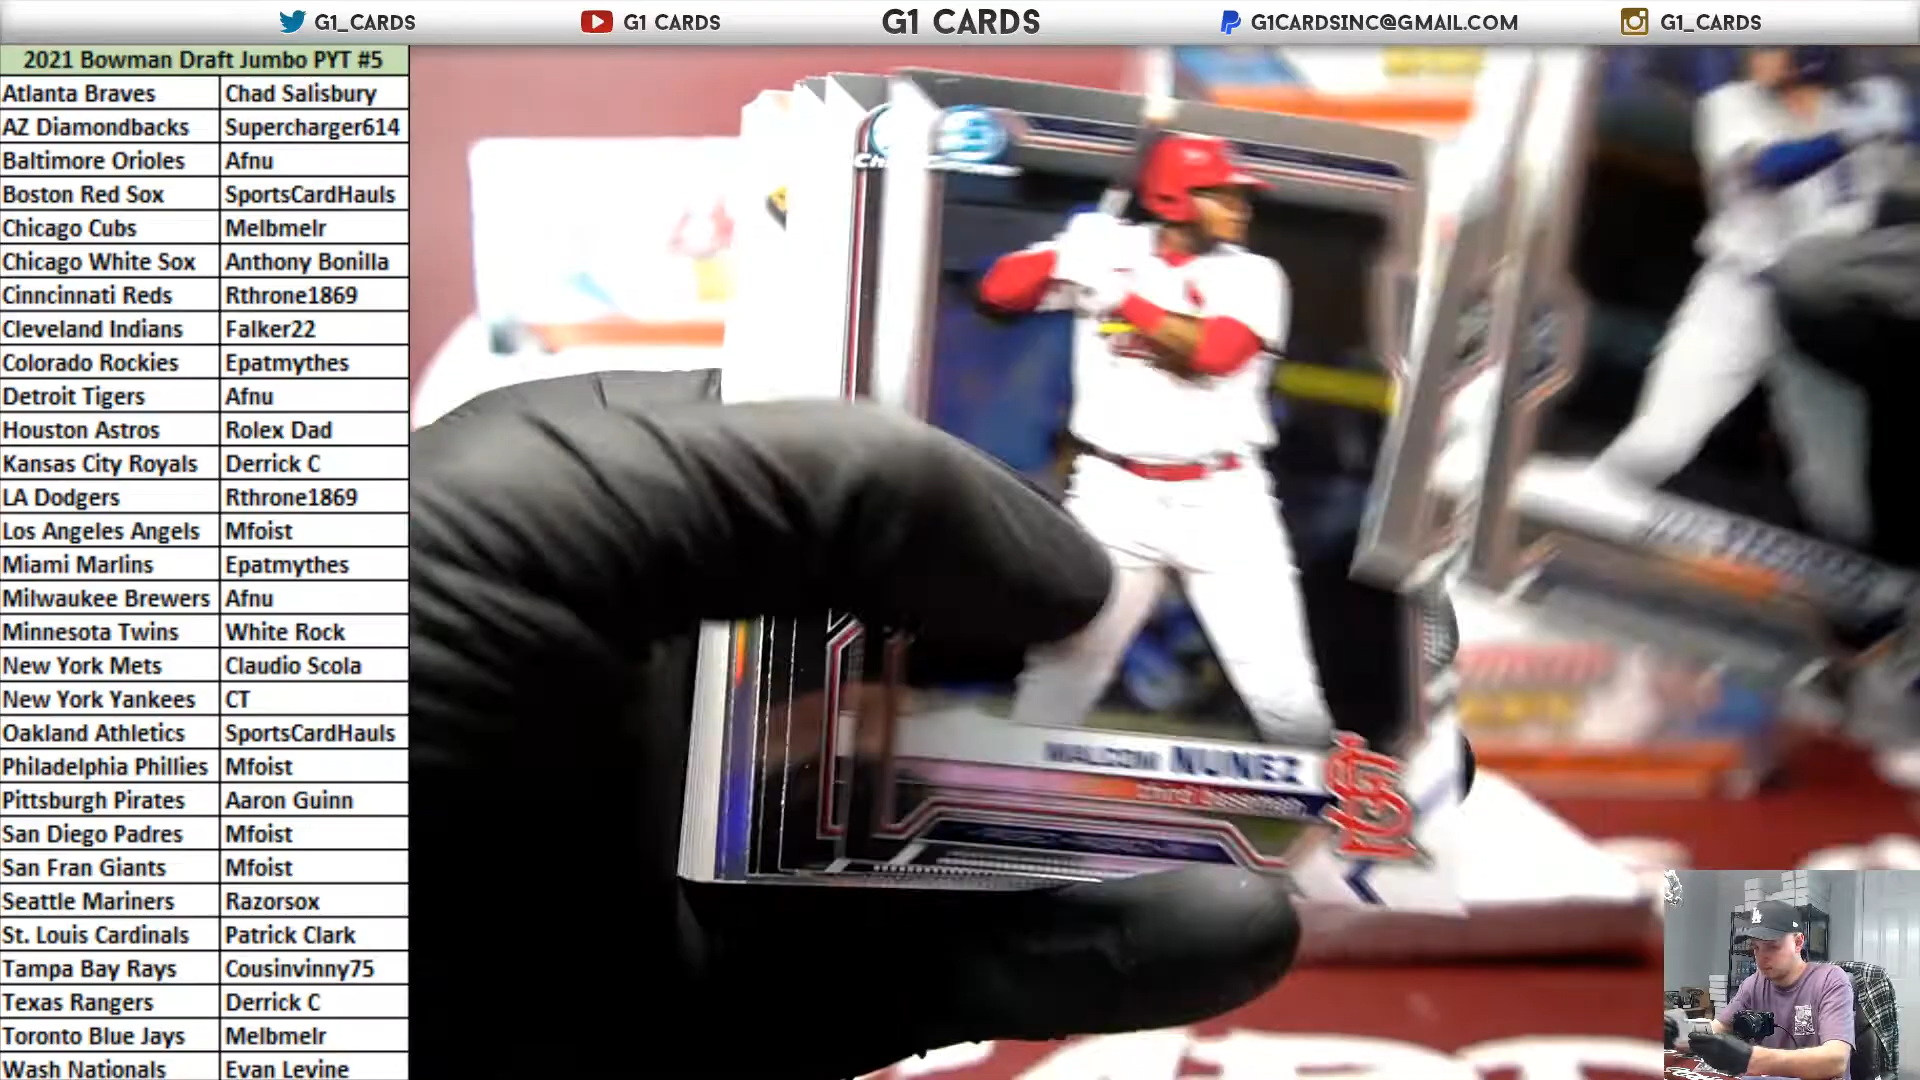 G1_CARDS G1 CARDS G1 CARDS G1CARDSINC@GMAIL.COM G1_CARDS
2021 Bowman Draft Jumbo PYT #5
Atlanta Braves Chad Salisbury
AZ Diamondbacks Supercharger614
Baltimore Orioles Afnu
Boston Red Sox SportsCardHauls
Chicago Cubs Melbmelr
Chicago White Sox Anthony Bonilla
Cinncinnati Reds Rthrone1869
Cleveland Indians Falker22
Colorado Rockies Epatmythes
Detroit Tigers Afnu
Houston Astros Rolex Dad
Kansas City Royals Derrick C
LA Dodgers Rthrone1869
Los Angeles Angels Mfoist
Miami Marlins Epatmythes
Milwaukee Brewers Afnu
Minnesota Twins White Rock
New York Mets Claudio Scola
New York Yankees CT
Oakland Athletics SportsCardHauls
Philadelphia Phillies Mfoist
Pittsburgh Pirates Aaron Guinn
San Diego Padres Mfoist
San Fran Giants Mfoist
Seattle Mariners Razorsox
St. Louis Cardinals Patrick Clark
Tampa Bay Rays Cousinvinny75
Texas Rangers Derrick C
Toronto Blue Jays Melbmelr
Wash Nationals Evan Levine
MALCOM NUNEZ
Third Baseman